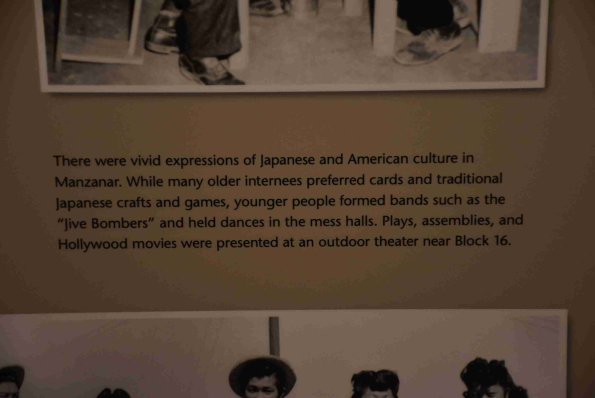 There were vivid expressions of Japanese and American culture in
Manzanar. While many older internees preferred cards and traditional
Japanese crafts and games, younger people formed bands such as the
“Jive Bombers” and held dances in the mess halls. Plays, assemblies, and
Hollywood movies were presented at an outdoor theater near Block 16.